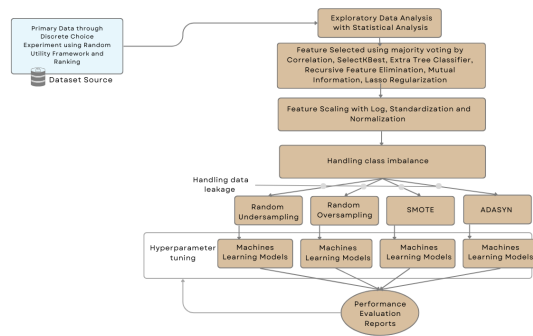 Primary Data through
Discrete Choice
Experiment using Random
Utility Framework and
Ranking
Dataset Source
Exploratory Data Analysis
with Statistical Analysis
Feature Selected using majority voting by
Correlation, SelectKBest, Extra Tree Classifier,
Recursive Feature Elimination, Mutual
Information, Lasso Regularization
Feature Scaling with Log, Standardization and
Normalization
Handling class imbalance
Handling data
leakage
Random
Undersampling
Random
Oversampling
SMOTE
ADASYN
Hyperparameter
tuning
Machines
Learning Models
Machines
Learning Models
Machines
Learning Models
Machines
Learning Models
Performance
Evaluation
Reports